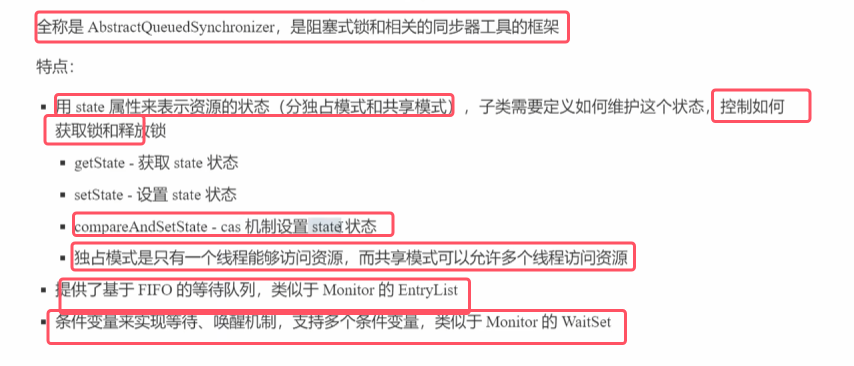 全称是 AbstractQueuedSynchronizer，是阻塞式锁和相关的同步器工具的框架
特点：
▪ 用 state 属性来表示资源的状态（分独占模式和共享模式），子类需要定义如何维护这个状态，控制如何
获取锁和释放锁
▪ getState - 获取 state 状态
▪ setState - 设置 state 状态
▪ compareAndSetState - cas 机制设置 state 状态
▪ 独占模式是只有一个线程能够访问资源，而共享模式可以允许多个线程访问资源
▪ 提供了基于 FIFO 的等待队列，类似于 Monitor 的 EntryList
▪ 条件变量来实现等待、唤醒机制，支持多个条件变量，类似于 Monitor 的 WaitSet